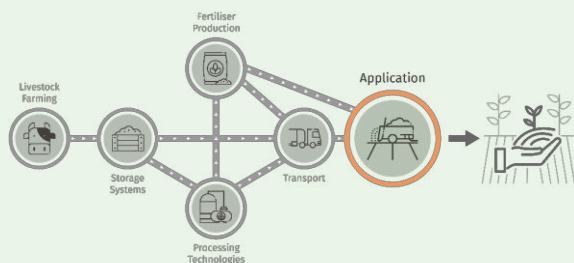 Fertiliser
Production
Application
Livestock
Farming
Storage
Systems
Transport
Processing
Technologies